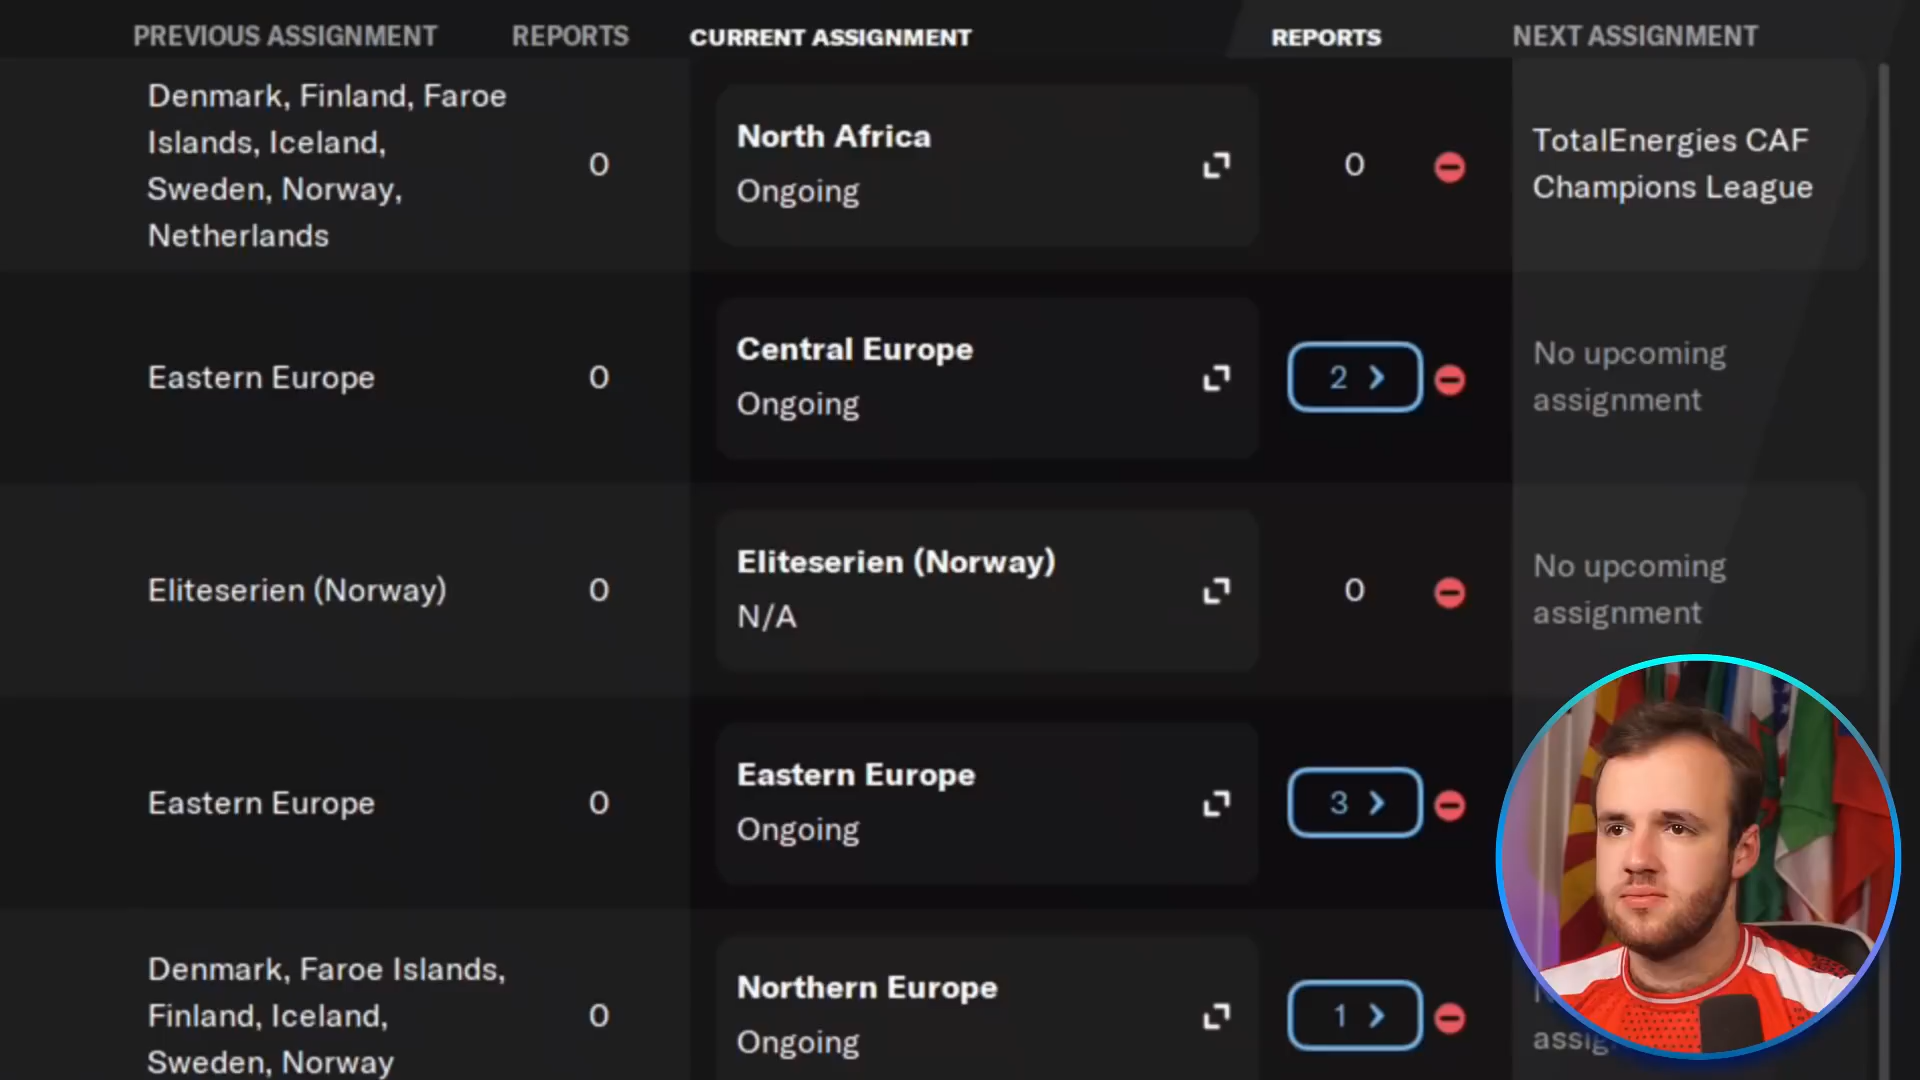 PREVIOUS ASSIGNMENT REPORTS CURRENT ASSIGNMENT REPORTS NEXT ASSIGNMENT
Denmark, Finland, Faroe
Islands, Iceland,
Sweden, Norway,
Netherlands
0
North Africa
Ongoing
0
TotalEnergies CAF
Champions League
Eastern Europe
0
Central Europe
Ongoing
2
No upcoming
assignment
Eliteserien (Norway)
0
Eliteserien (Norway)
N/A
0
No upcoming
assignment
Eastern Europe
0
Eastern Europe
Ongoing
3
Denmark, Faroe Islands,
Finland, Iceland,
Sweden, Norway
0
Northern Europe
Ongoing
1